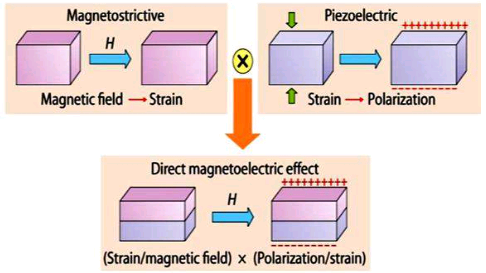 Magnetostrictive
H
Magnetic field → Strain
X
Piezoelectric
++++++++++
Strain → Polarization
Direct magnetoelectric effect
H
++++++++++
(Strain/magnetic field) × (Polarization/strain)